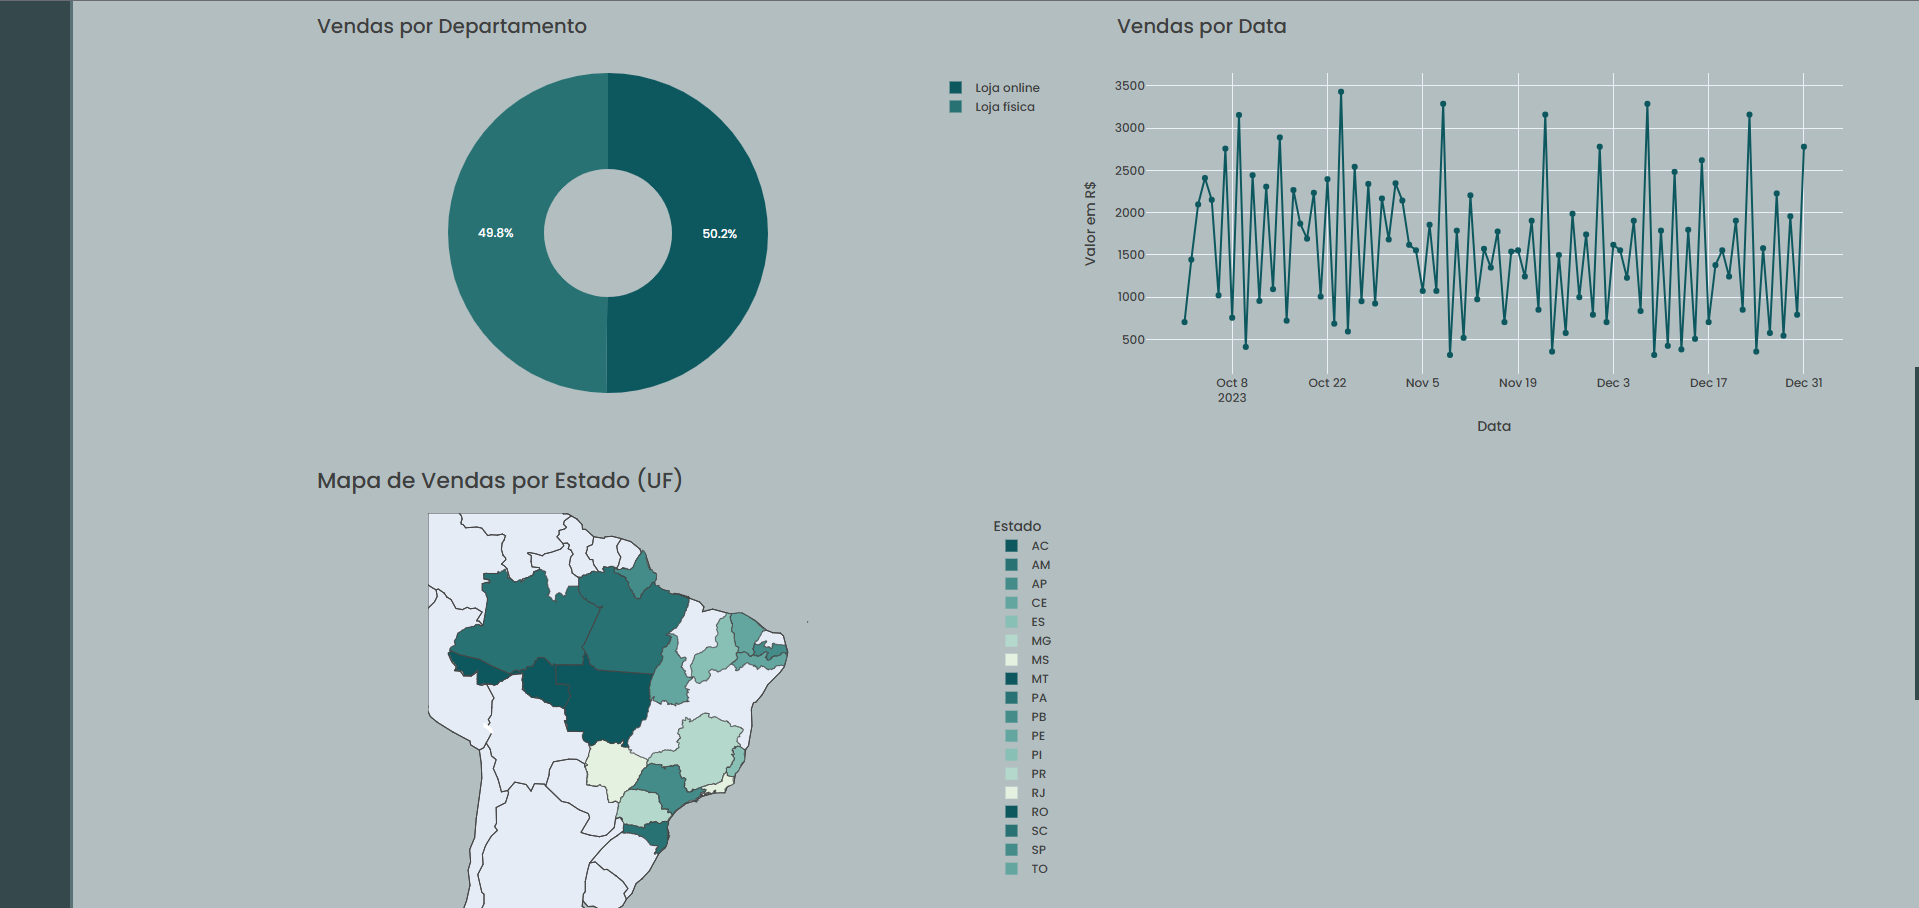 Vendas por Departamento
49.8%
50.2%
Loja online
Loja física
Vendas por Data
Valor em R$
3500
3000
2500
2000
1500
1000
500
Oct 8
2023
Oct 22
Nov 5
Nov 19
Dec 3
Dec 17
Dec 31
Data
Mapa de Vendas por Estado (UF)
Estado
AC
AM
AP
CE
ES
MG
MS
MT
PA
PB
PE
PI
PR
RJ
RO
SC
SP
TO